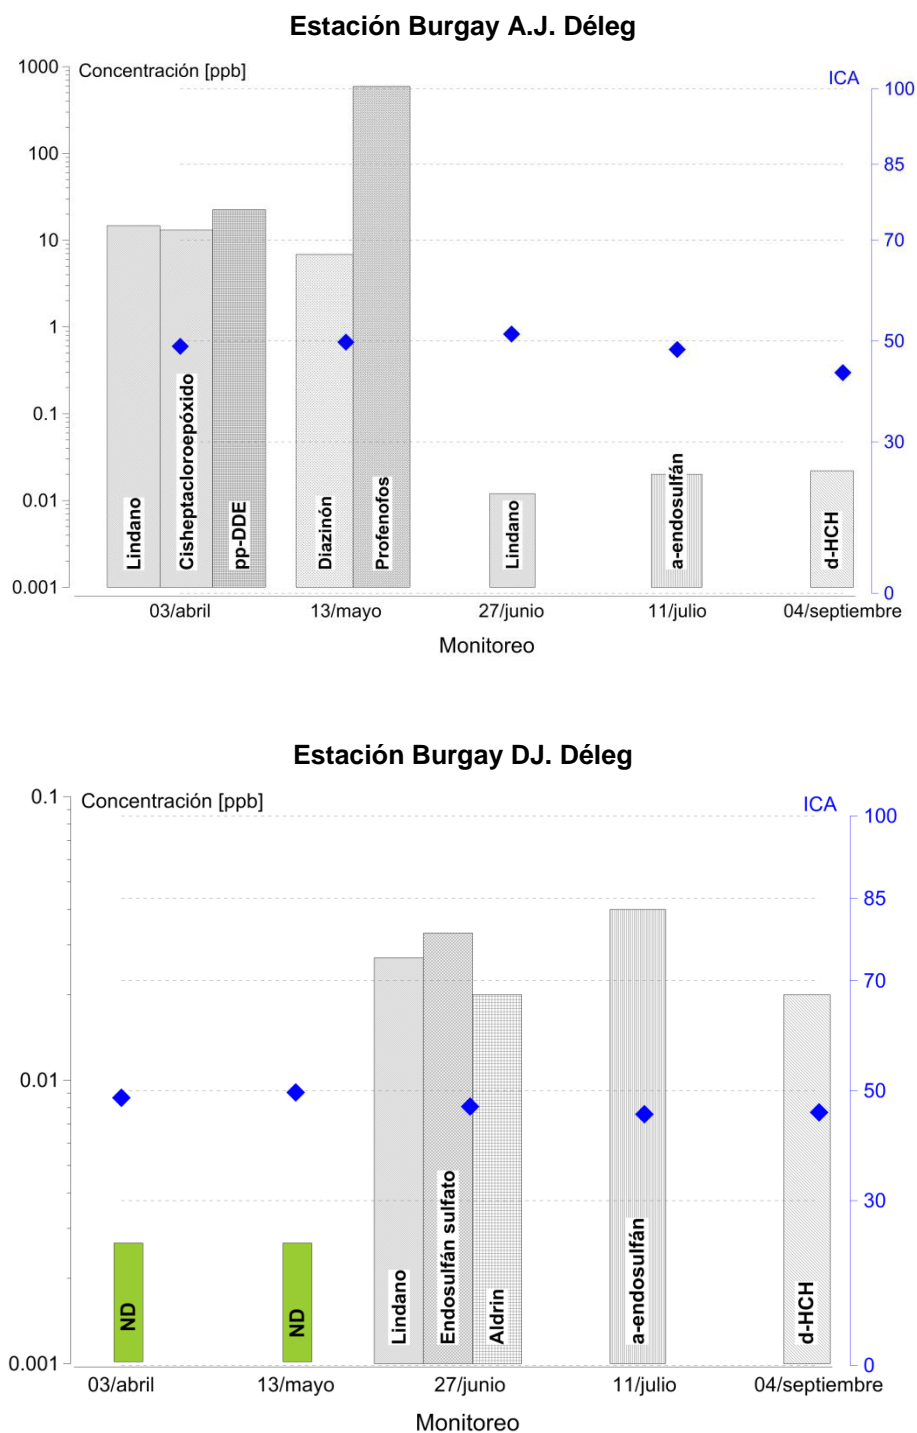 Estación Burgay A.J. Déleg
Concentración [ppb]
ICA
1000
100
10
1
0.1
0.01
0.001
100
85
70
50
30
0
Lindano
Cisheptacloroepóxido
pp-DDE
Diazinón
Profenofos
Lindano
a-endosulfán
d-HCH
03/abril 13/mayo 27/junio 11/julio 04/septiembre
Monitoreo
Estación Burgay DJ. Déleg
Concentración [ppb]
ICA
0.1
0.01
0.001
100
85
70
50
30
0
ND
ND
Lindano
Endosulfán sulfato
Aldrin
a-endosulfán
d-HCH
03/abril 13/mayo 27/junio 11/julio 04/septiembre
Monitoreo